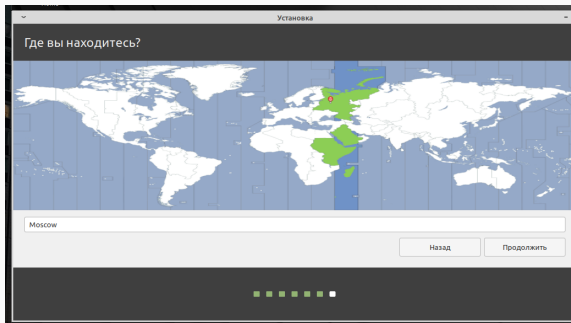 Установка
Где вы находитесь?
Moscow
Назад
Продолжить